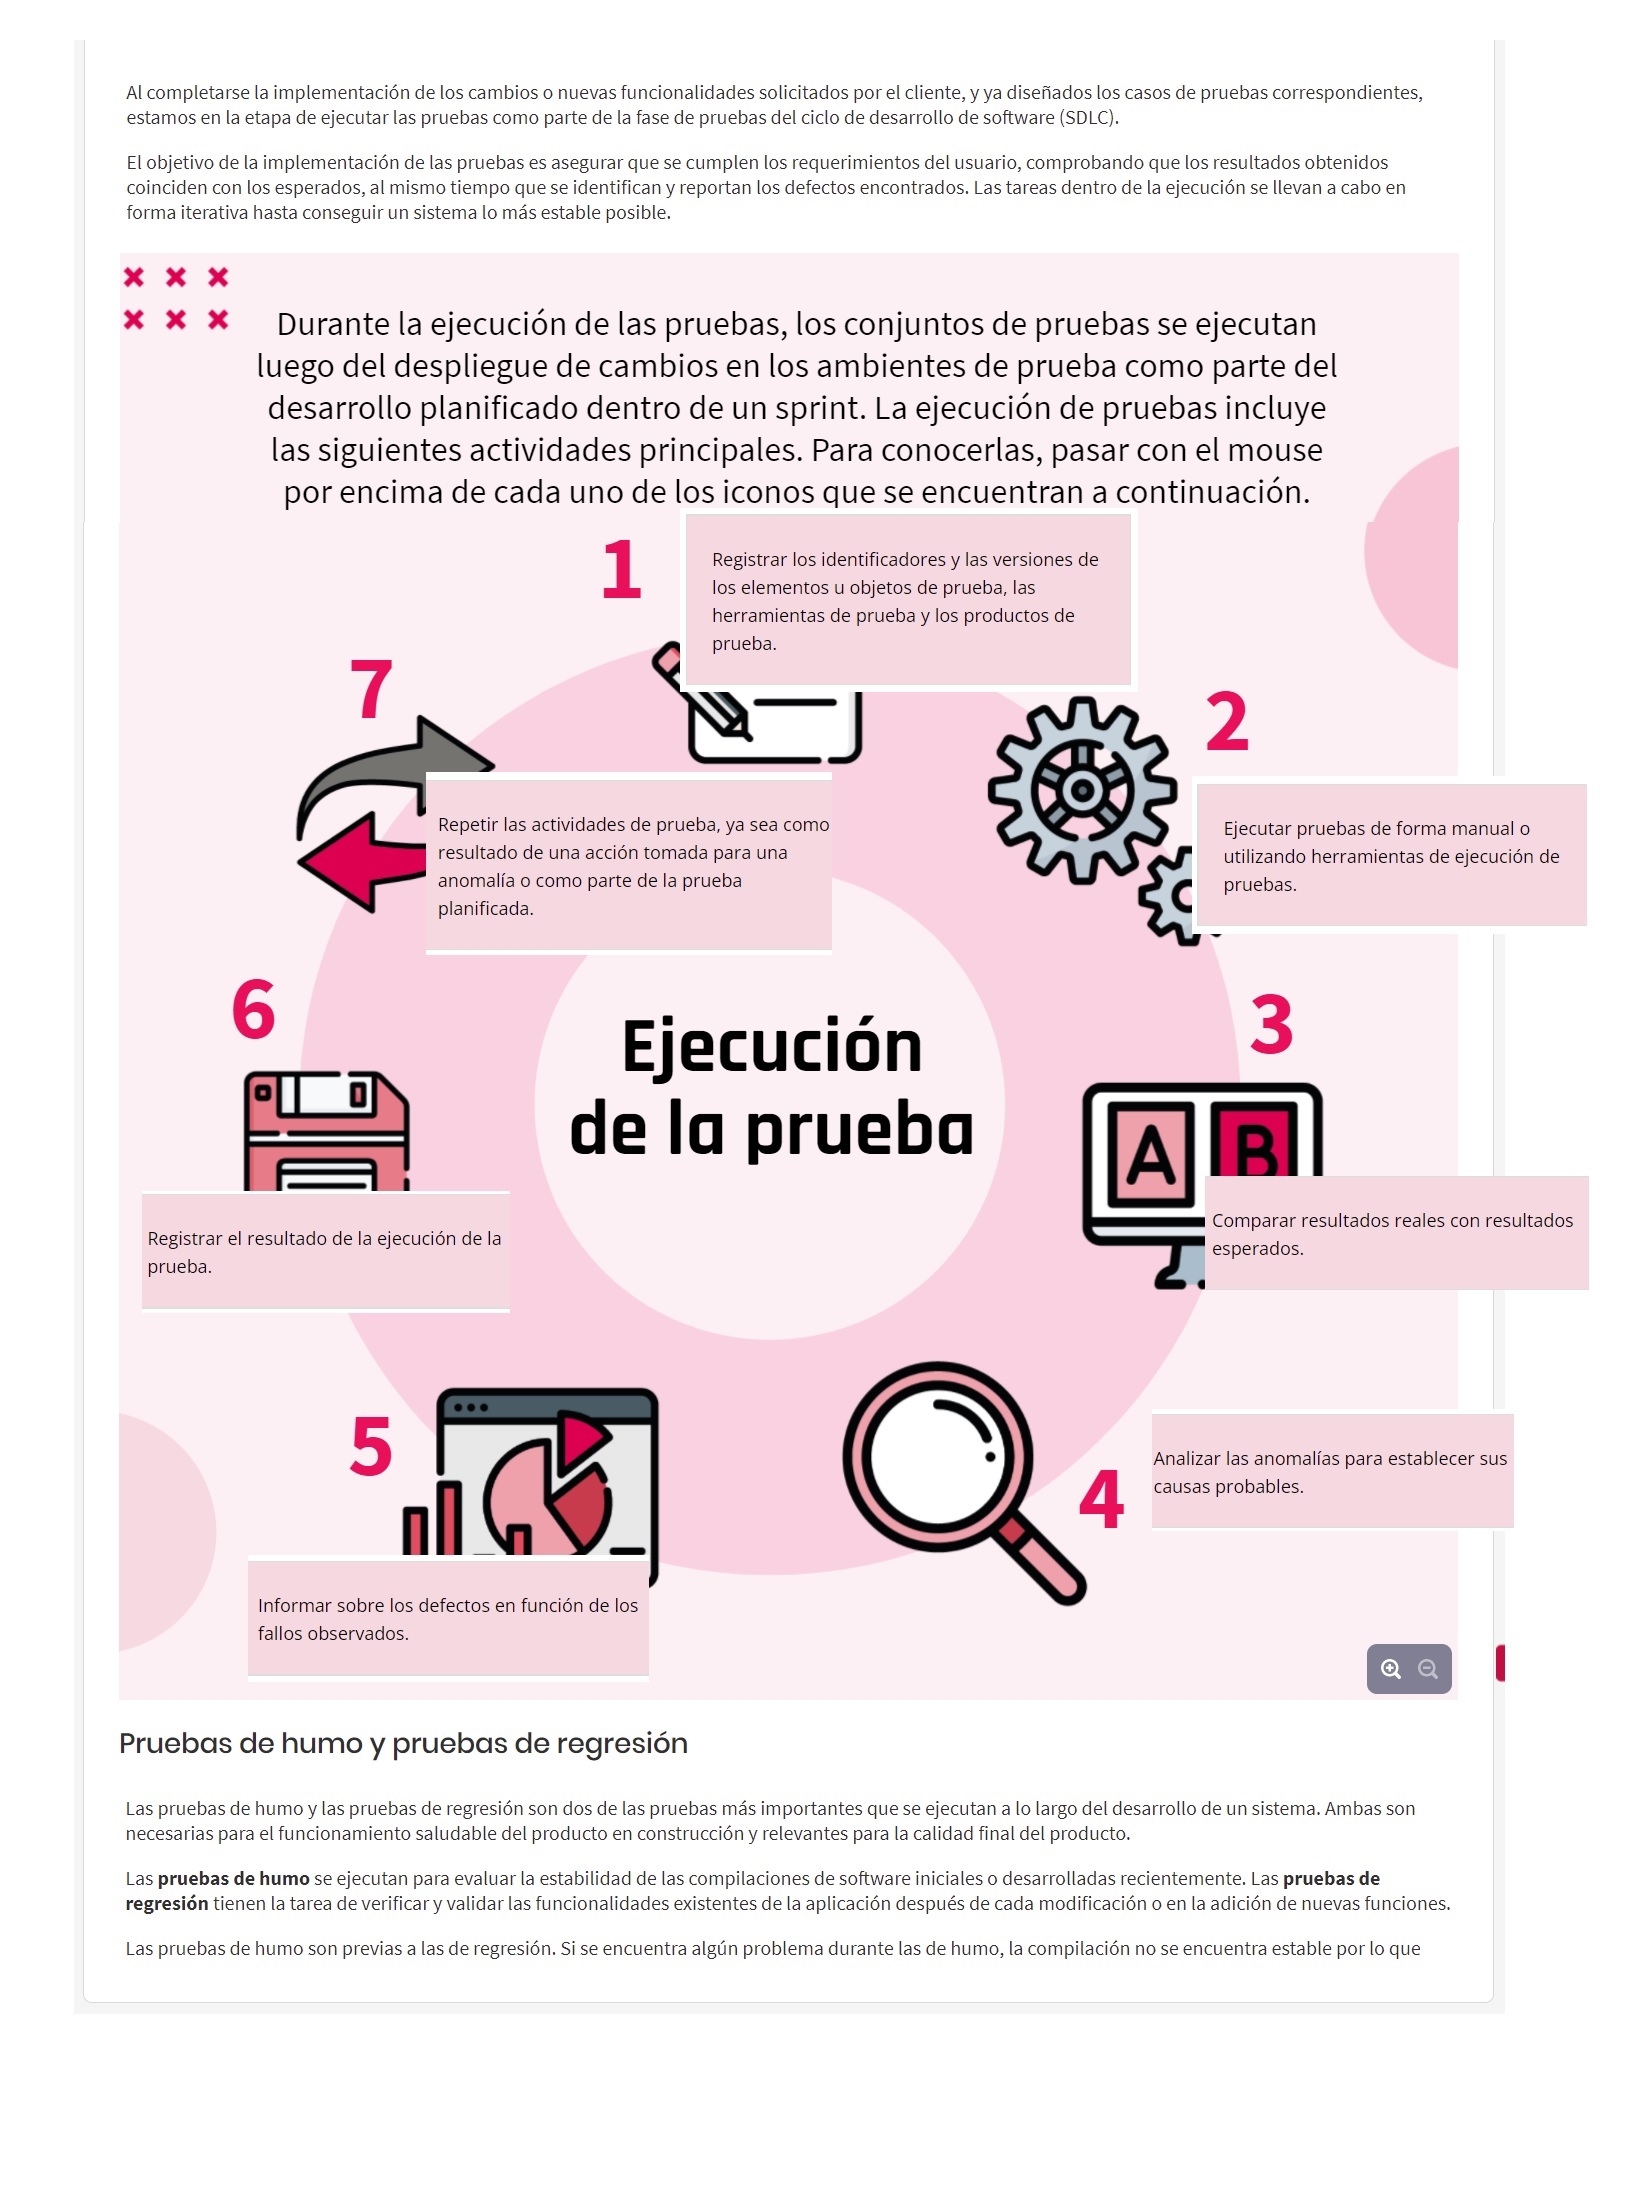 Al completarse la implementación de los cambios o nuevas funcionalidades solicitados por el cliente, y ya diseñados los casos de pruebas correspondientes,
estamos en la etapa de ejecutar las pruebas como parte de la fase de pruebas del ciclo de desarrollo de software (SDLC).
El objetivo de la implementación de las pruebas es asegurar que se cumplen los requerimientos del usuario, comprobando que los resultados obtenidos
coinciden con los esperados, al mismo tiempo que se identifican y reportan los defectos encontrados. Las tareas dentro de la ejecución se llevan a cabo en
forma iterativa hasta conseguir un sistema lo más estable posible.
Durante la ejecución de las pruebas, los conjuntos de pruebas se ejecutan
luego del despliegue de cambios en los ambientes de prueba como parte del
desarrollo planificado dentro de un sprint. La ejecución de pruebas incluye
las siguientes actividades principales. Para conocerlas, pasar con el mouse
por encima de cada uno de los iconos que se encuentran a continuación.
1
Registrar los identificadores y las versiones de
los elementos u objetos de prueba, las
herramientas de prueba y los productos de
prueba.
2
Ejecutar pruebas de forma manual o
utilizando herramientas de ejecución de
pruebas.
3
A B
Comparar resultados reales con resultados
esperados.
4
Analizar las anomalías para establecer sus
causas probables.
5
Informar sobre los defectos en función de los
fallos observados.
6
Registrar el resultado de la ejecución de la
prueba.
7
Repetir las actividades de prueba, ya sea como
resultado de una acción tomada para una
anomalía o como parte de la prueba
planificada.
Ejecución
de la prueba
Pruebas de humo y pruebas de regresión
Las pruebas de humo y las pruebas de regresión son dos de las pruebas más importantes que se ejecutan a lo largo del desarrollo de un sistema. Ambas son
necesarias para el funcionamiento saludable del producto en construcción y relevantes para la calidad final del producto.
Las pruebas de humo se ejecutan para evaluar la estabilidad de las compilaciones de software iniciales o desarrolladas recientemente. Las pruebas de
regresión tienen la tarea de verificar y validar las funcionalidades existentes de la aplicación después de cada modificación o en la adición de nuevas funciones.
Las pruebas de humo son previas a las de regresión. Si se encuentra algún problema durante las de humo, la compilación no se encuentra estable por lo que